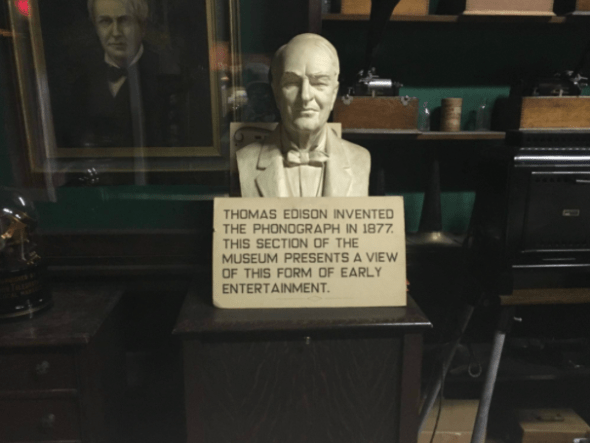 THOMAS EDISON INVENTED
THE PHONOGRAPH IN 1877.
THIS SECTION OF THE
MUSEUM PRESENTS A VIEW
OF THIS FORM OF EARLY
ENTERTAINMENT.